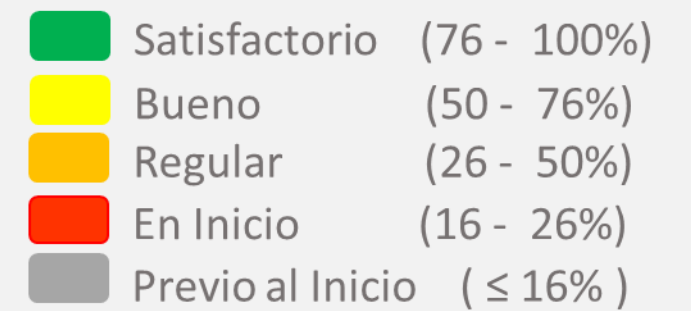 Satisfactorio (76 - 100%)
Bueno (50 - 76%)
Regular (26 - 50%)
En Inicio (16 - 26%)
Previo al Inicio ( ≤ 16% )